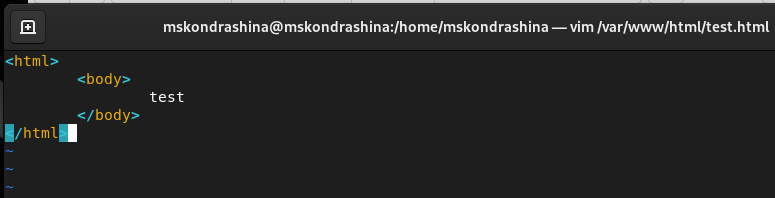 mskondrashina@mskondrashina:/home/mskondrashina — vim /var/www/html/test.html
<html>
        <body>
                test
        </body>
</html>
~
~
~